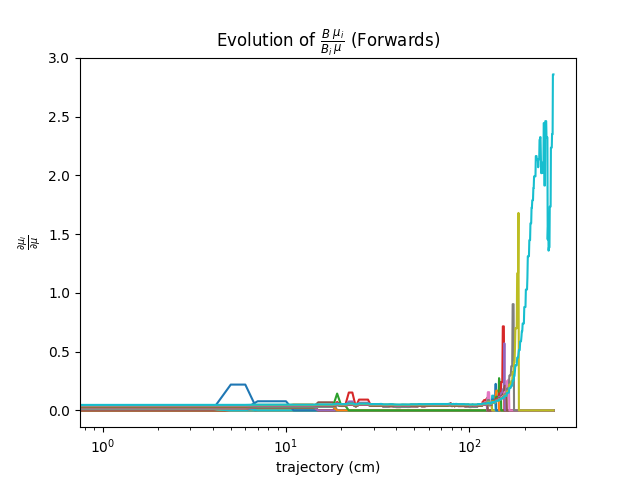 Evolution of \frac{B \mu_i}{B_i \mu} (Forwards)
3.0
2.5
2.0
1.5
1.0
0.5
0.0
\frac{\partial\mu_i}{\partial\mu}
10^0 10^1 10^2
trajectory (cm)